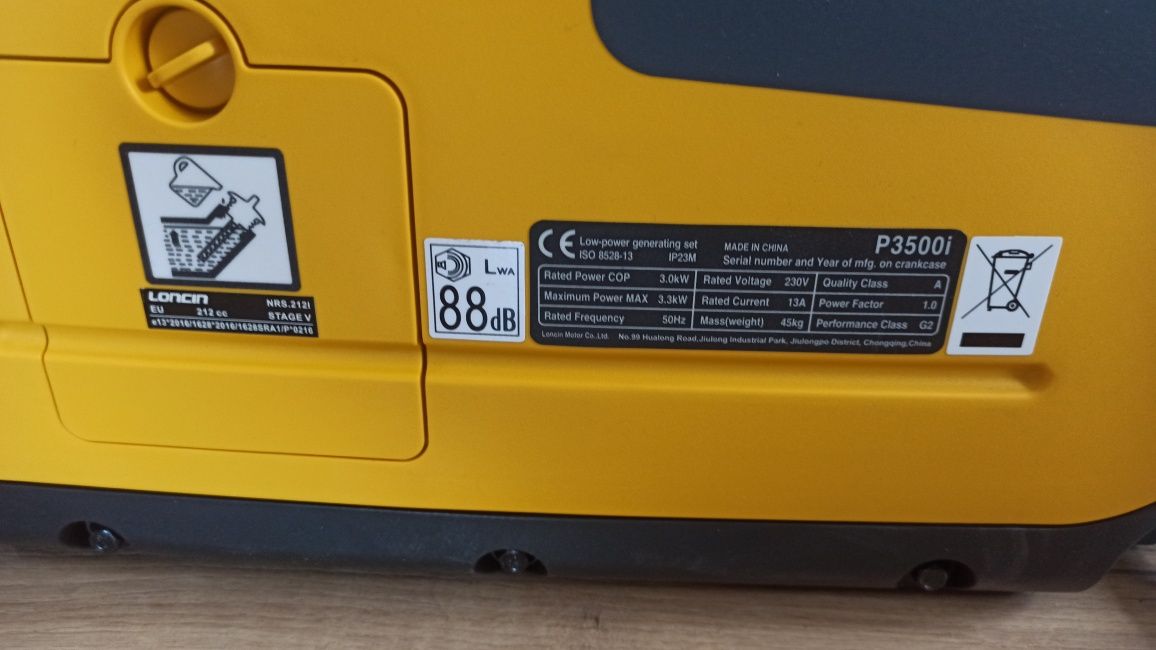 LONCIN NRS.212I
EU 212 cc STAGE V
e13*2016/1628*2016/1628SRA1/P*0210
LWA
88dB
CE Low-power generating set MADE IN CHINA P3500i
ISO 8528-13 IP23M Serial number and Year of mfg. on crankcase
Rated Power COP 3.0kW Rated Voltage 230V Quality Class A
Maximum Power MAX 3.3kW Rated Current 13A Power Factor 1.0
Rated Frequency 50Hz Mass(weight) 45kg Performance Class G2
Loncin Motor Co.,Ltd. No.99 Hualong Road,Jiulong Industrial Park, Jiulongpo District, Chongqing,China